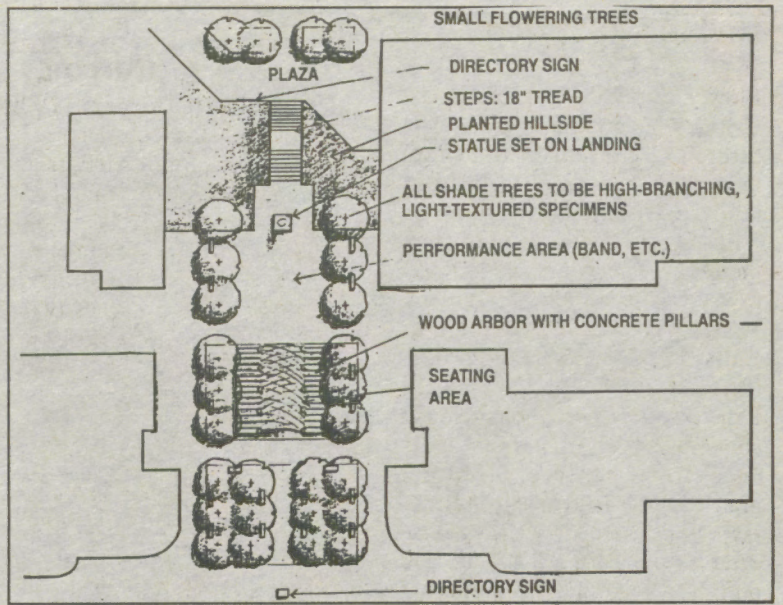 SMALL FLOWERING TREES
PLAZA
DIRECTORY SIGN
STEPS: 18" TREAD
PLANTED HILLSIDE
STATUE SET ON LANDING
ALL SHADE TREES TO BE HIGH-BRANCHING,
LIGHT-TEXTURED SPECIMENS
PERFORMANCE AREA (BAND, ETC.)
WOOD ARBOR WITH CONCRETE PILLARS
SEATING
AREA
DIRECTORY SIGN